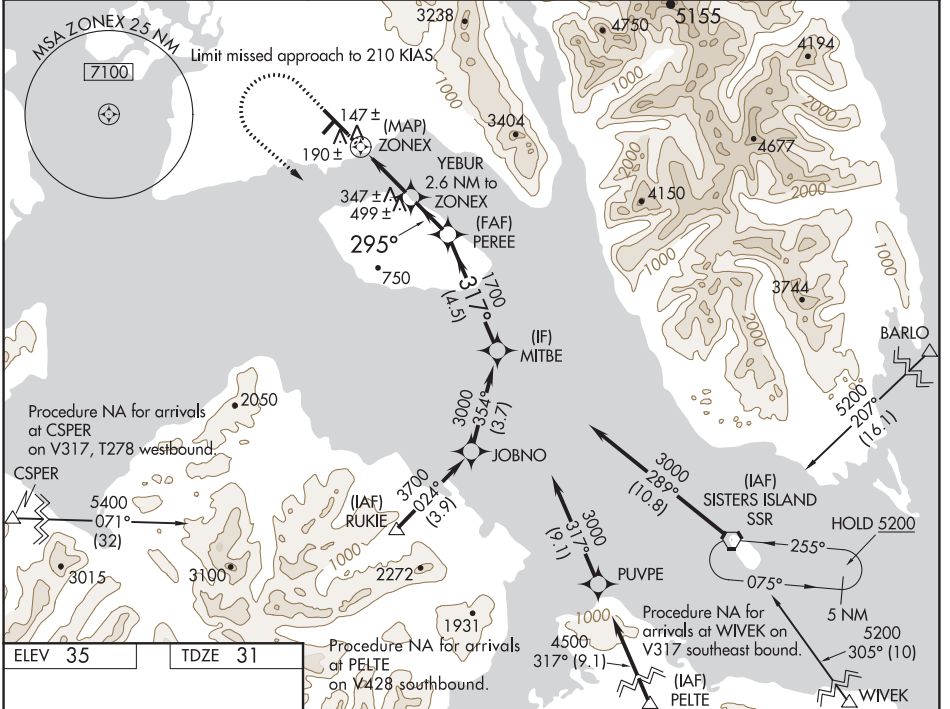 MSA ZONEX 25 NM
7100
Limit missed approach to 210 KIAS.
3238
4750
5155
4194
1000
1000
2000
147 ±
(MAP)
ZONEX
190 ±
3404
4677
YEBUR
2.6 NM to
ZONEX
2000
2000
347 ±
499 ±
4150
(FAF)
PEREE
295°
750
1000
1000
3744
1700
317°
(4.5)
2000
(IF)
MITBE
BARLO
5200
207°
(16.1)
2050
Procedure NA for arrivals
at CSPER
on V317, T278 westbound.
3000
354°
(3.7)
JOBNO
CSPER
5400
071°
(32)
(IAF)
RUKIE
3700
024°
(3.9)
3000
289°
(10.8)
(IAF)
SISTERS ISLAND
SSR
HOLD 5200
255°
075°
5 NM
3000
317°
(9.1)
1000
3015
3100
2272
PUVPE
1931
1000
Procedure NA for
arrivals at WIVEK on
V317 southeast bound.
5200
305° (10)
ELEV 35
TDZE 31
Procedure NA for arrivals
at PELTE
on V428 southbound.
4500
317° (9.1)
(IAF)
PELTE
WIVEK